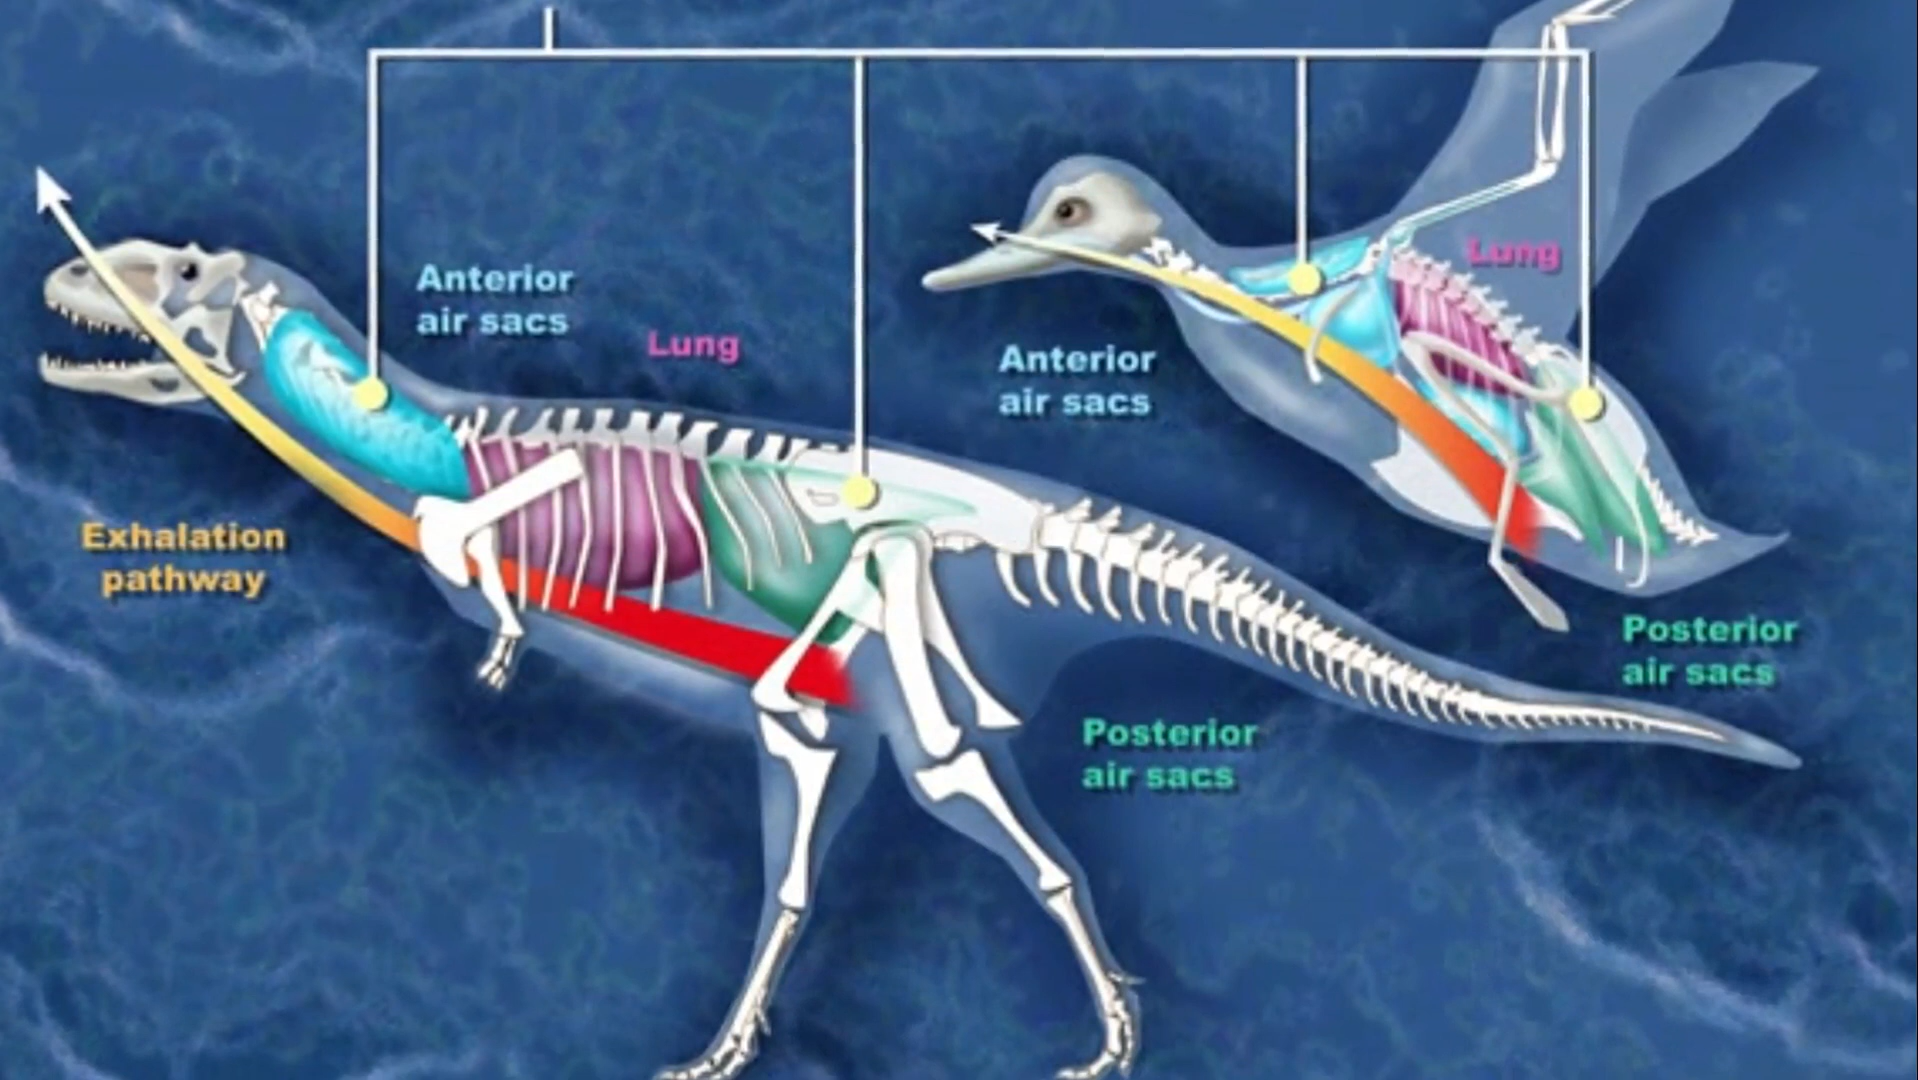 Anterior
air sacs
Lung
Exhalation
pathway
Posterior
air sacs
Anterior
air sacs
Lung
Posterior
air sacs